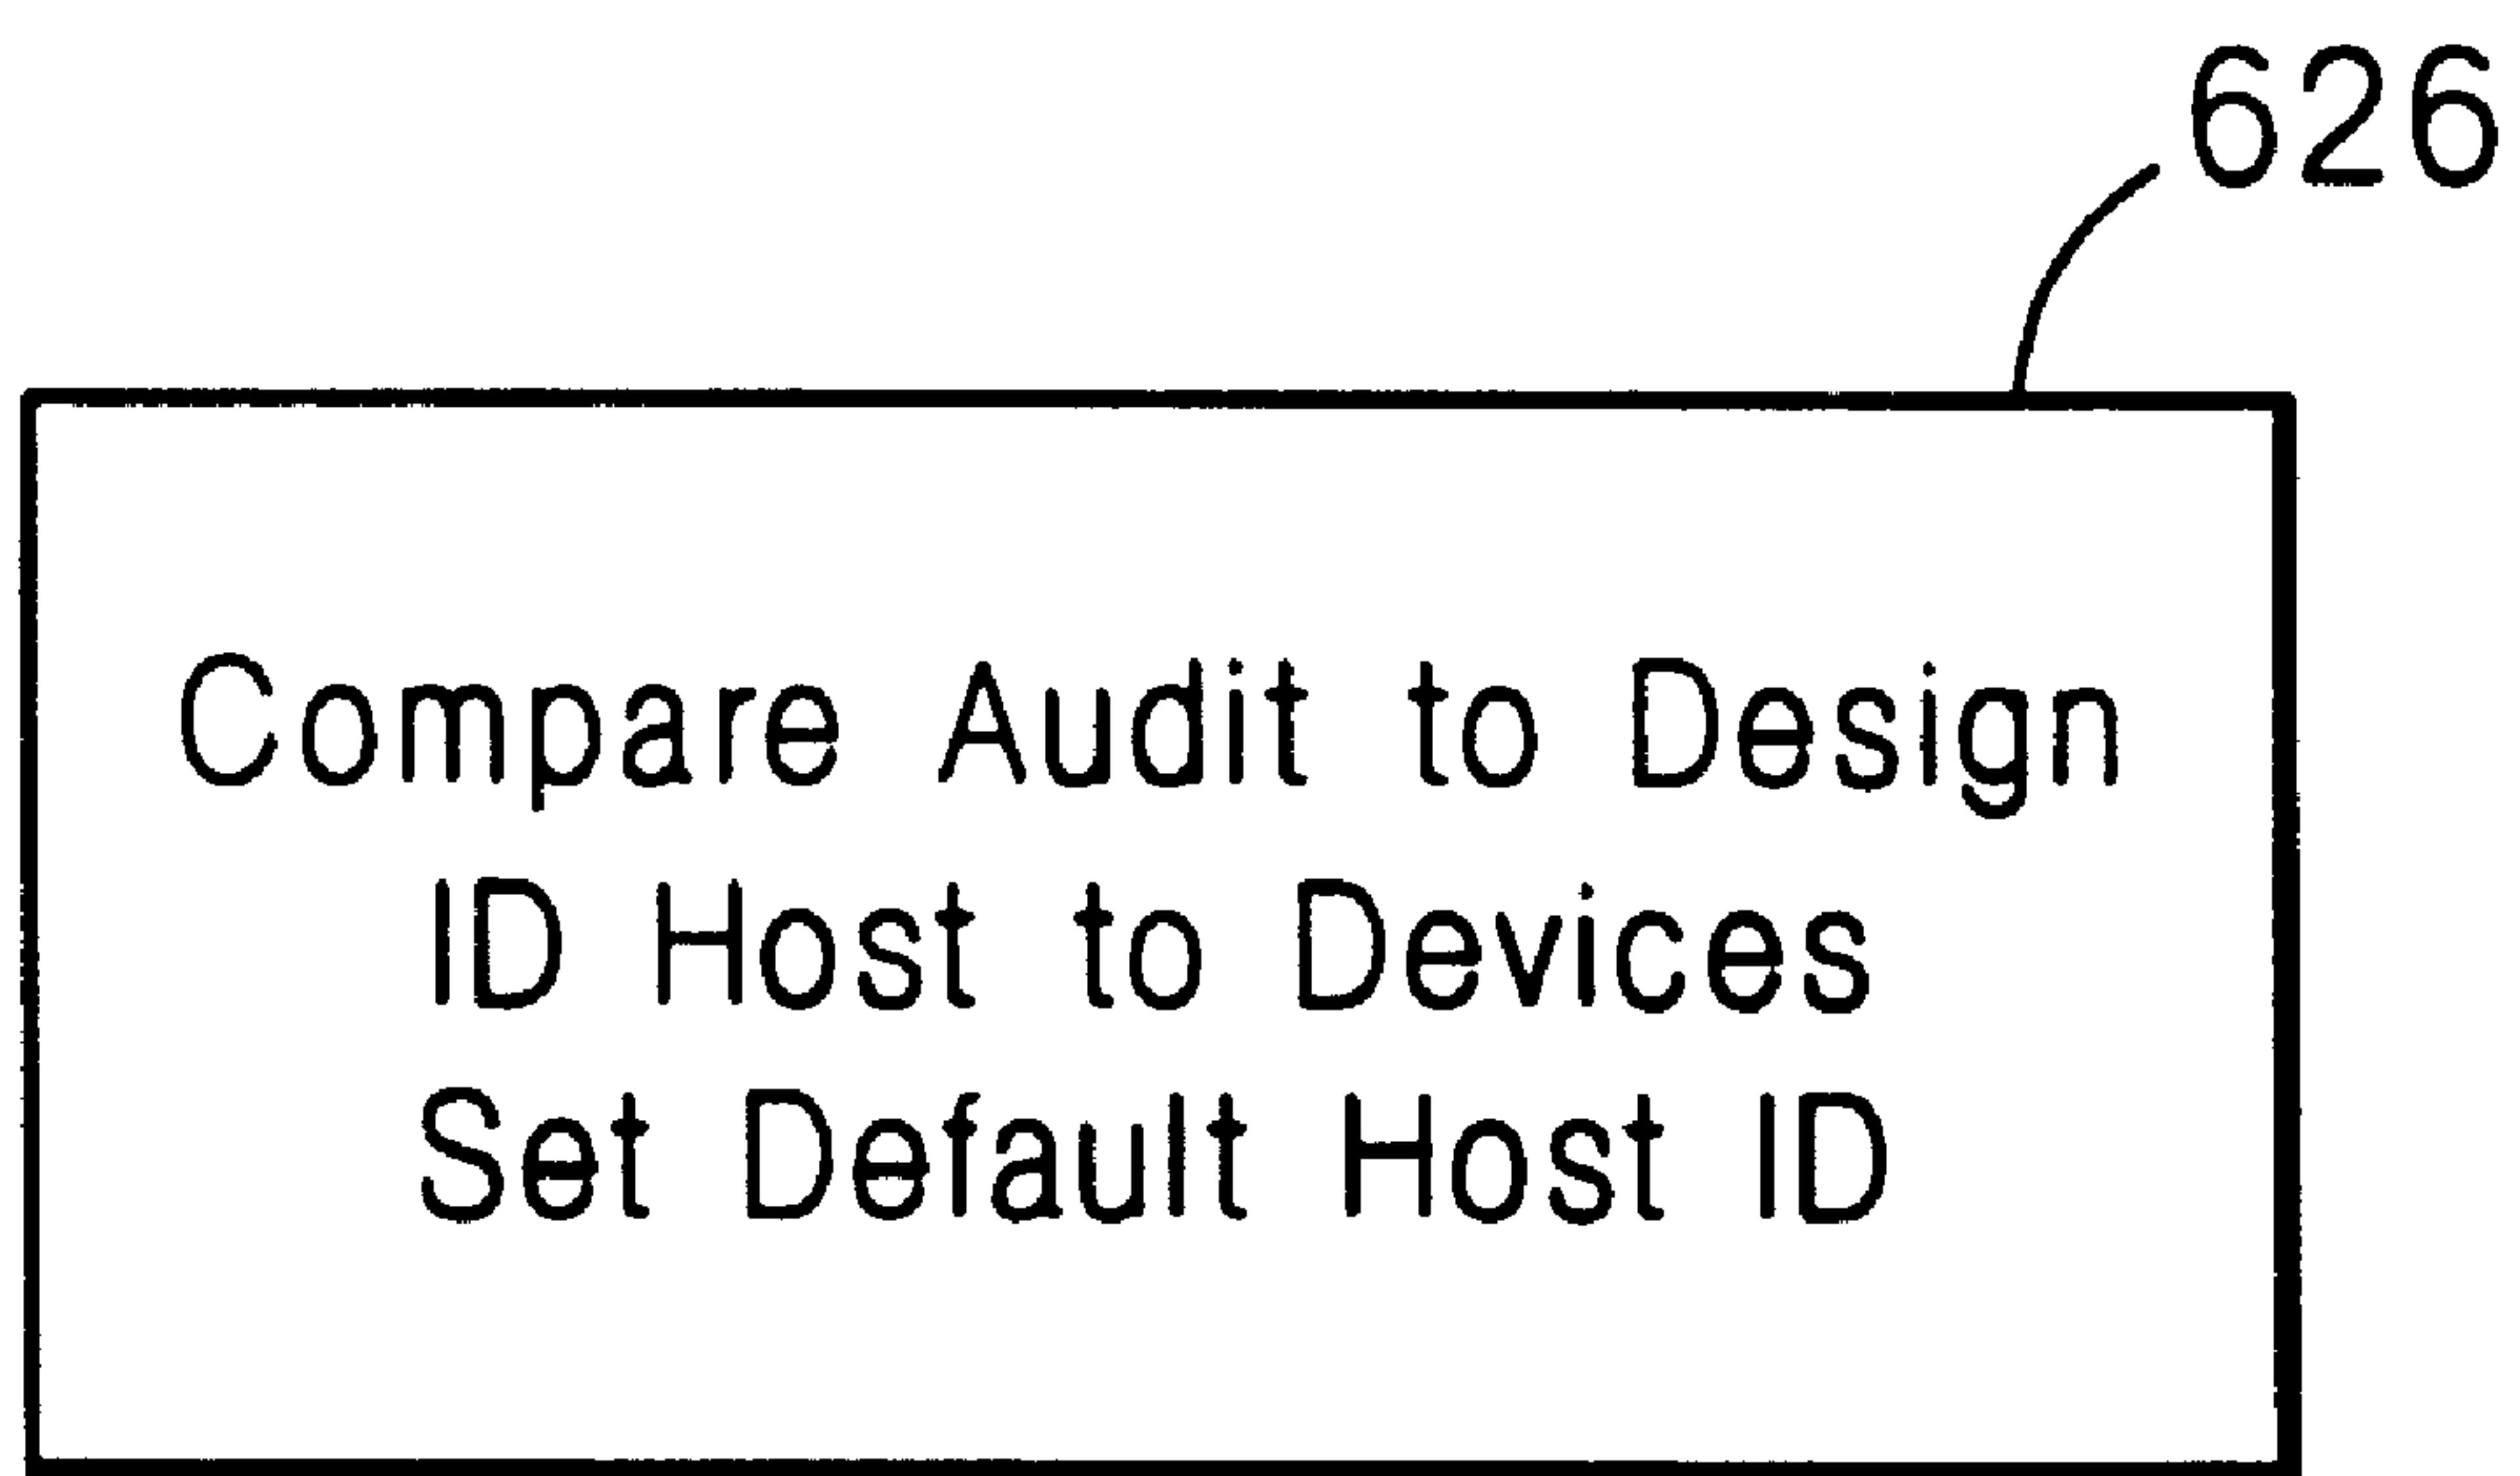 626
Compare Audit to Design
ID Host to Devices
Set Default Host ID